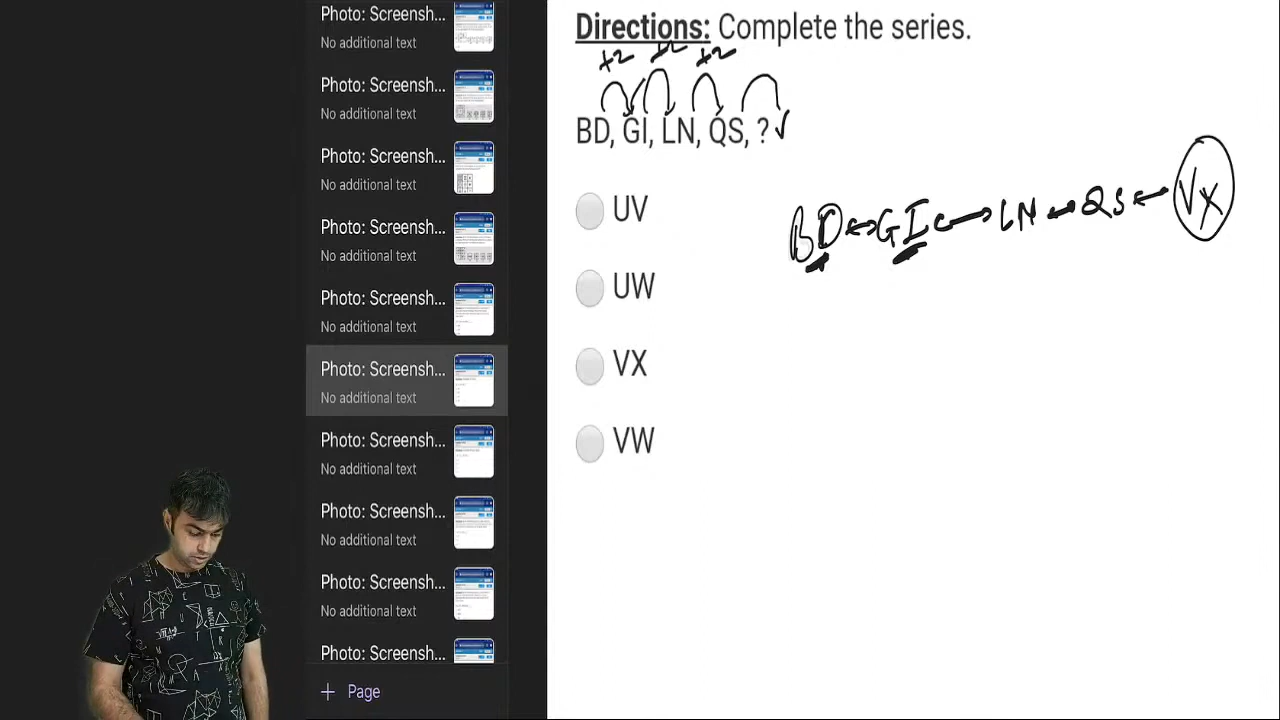 Photo: Screensh...
No additional text
Photo: Screensh...
No additional text
Photo: Screensh...
No additional text
Photo: Screensh...
No additional text
Photo: Screensh...
No additional text
Photo: Screensh...
No additional text
Photo: Screensh...
No additional text
Photo: Screensh...
No additional text
Photo: Screensh...
No additional text
Photo: Screensh...
+ Page
Directions: Complete the series.
+2 +2 +2
BD, GI, LN, QS, ? ✓
BD ↔ GI ↔ LN ↔ QS ↔ VX
UV
UW
VX
VW